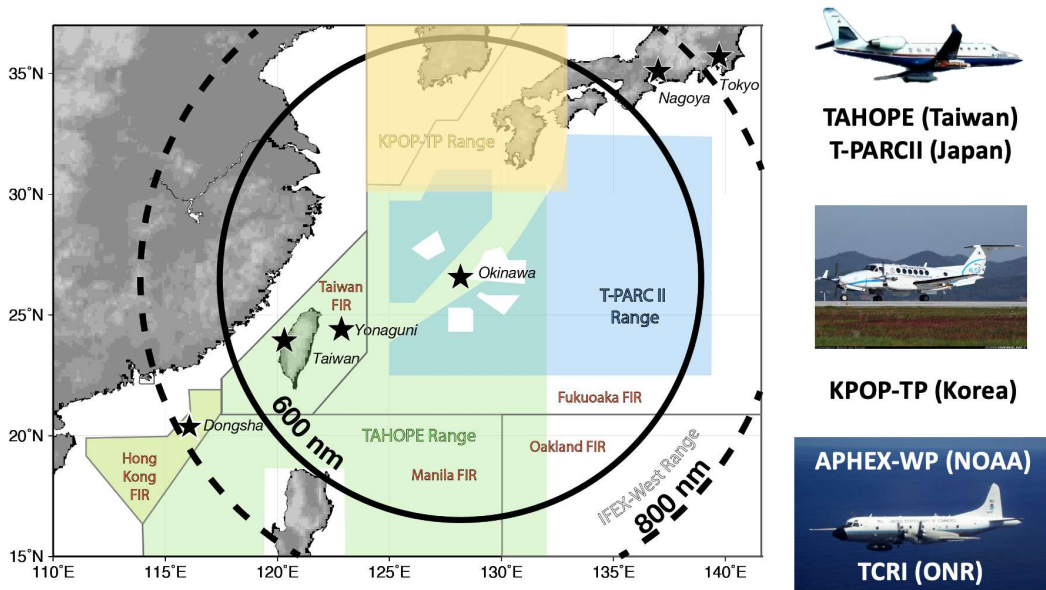 35°N
30°N
25°N
20°N
15°N
110°E
115°E
120°E
125°E
130°E
135°E
140°E
KPOP-TP Range
Nagoya
Tokyo
Okinawa
T-PARC II
Range
Taiwan
FIR
Yonaguni
Taiwan
Dongsha
600 nm
Fukuoaka FIR
TAHOPE Range
Oakland FIR
Manila FIR
Hong
Kong
FIR
IFEX-West Range
800 nm
TAHOPE (Taiwan)
T-PARCII (Japan)
KPOP-TP (Korea)
APHEX-WP (NOAA)
TCRI (ONR)